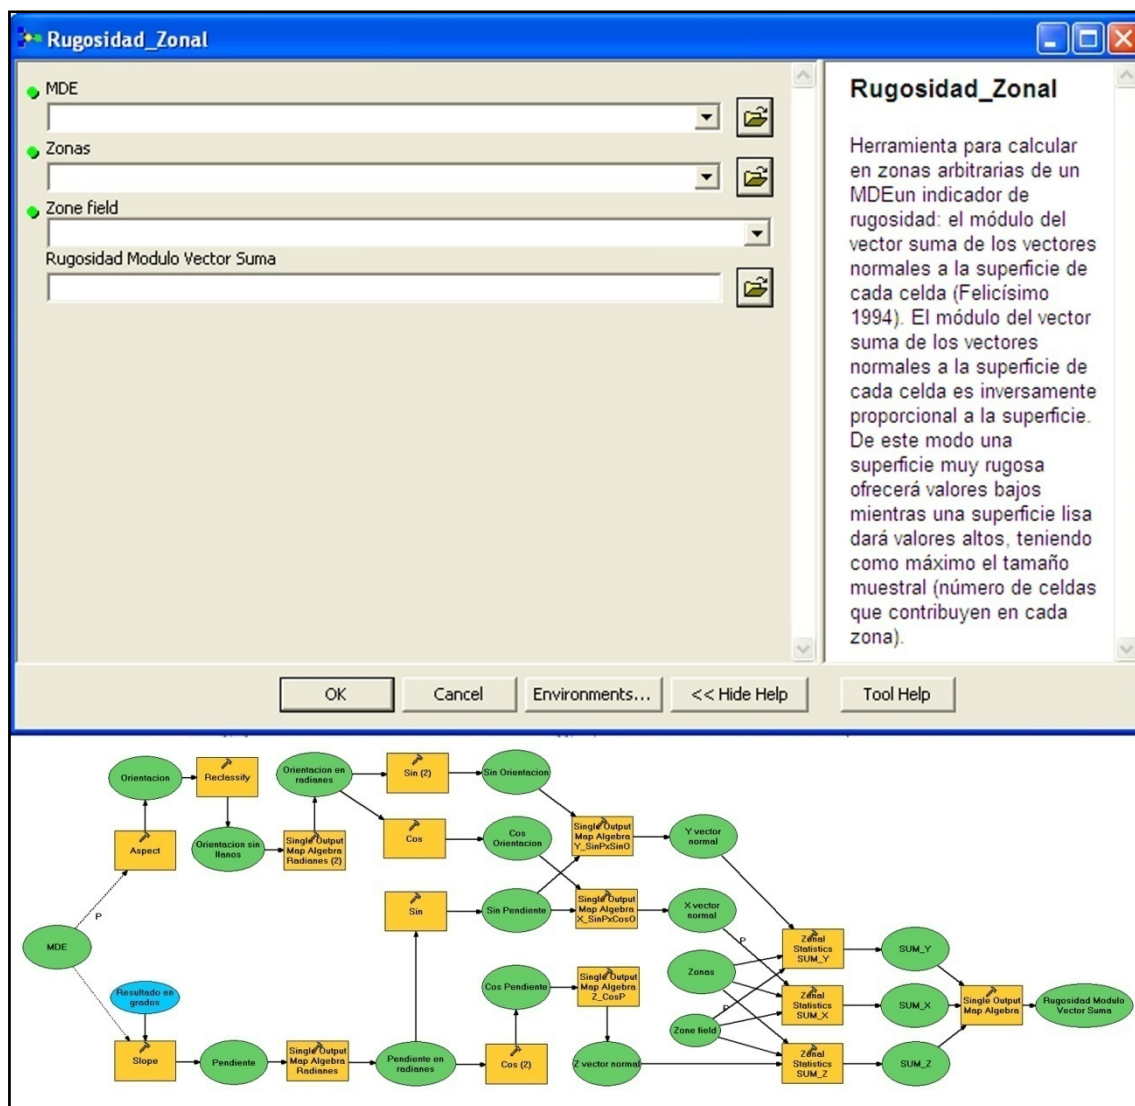 Rugosidad_Zonal
MDE
Zonas
Zone field
Rugosidad Modulo Vector Suma
Rugosidad_Zonal
Herramienta para calcular
en zonas arbitrarias de un
MDEun indicador de
rugosidad: el módulo del
vector suma de los vectores
normales a la superficie de
cada celda (Felicísimo
1994). El módulo del vector
suma de los vectores
normales a la superficie de
cada celda es inversamente
proporcional a la superficie.
De este modo una
superficie muy rugosa
ofrecerá valores bajos
mientras una superficie lisa
dará valores altos, teniendo
como máximo el tamaño
muestral (número de celdas
que contribuyen en cada
zona).
OK
Cancel
Environments...
<< Hide Help
Tool Help
Orientacion
Reclassify
Orientacion en
radianes
Sin (2)
Sin Orientacion
Aspect
Orientacion sin
llanos
Single Output
Map Algebra
Radianes (2)
Cos
Cos
Orientacion
Single Output
Map Algebra
Y_SinPxSinO
Y vector
normal
P
Sin
Sin Pendiente
Single Output
Map Algebra
X_SinPxCosO
X vector
normal
MDE
P
Zonal
Statistics
SUM_Y
SUM_Y
Resultado en
grados
Cos Pendiente
Single Output
Map Algebra
Z_CosP
Zonas
P
Zonal
Statistics
SUM_X
SUM_X
Single Output
Map Algebra
Rugosidad Modulo
Vector Suma
Zone field
Slope
Pendiente
Single Output
Map Algebra
Radianes
Pendiente en
radianes
Cos (2)
Z vector normal
Zonal
Statistics
SUM_Z
SUM_Z